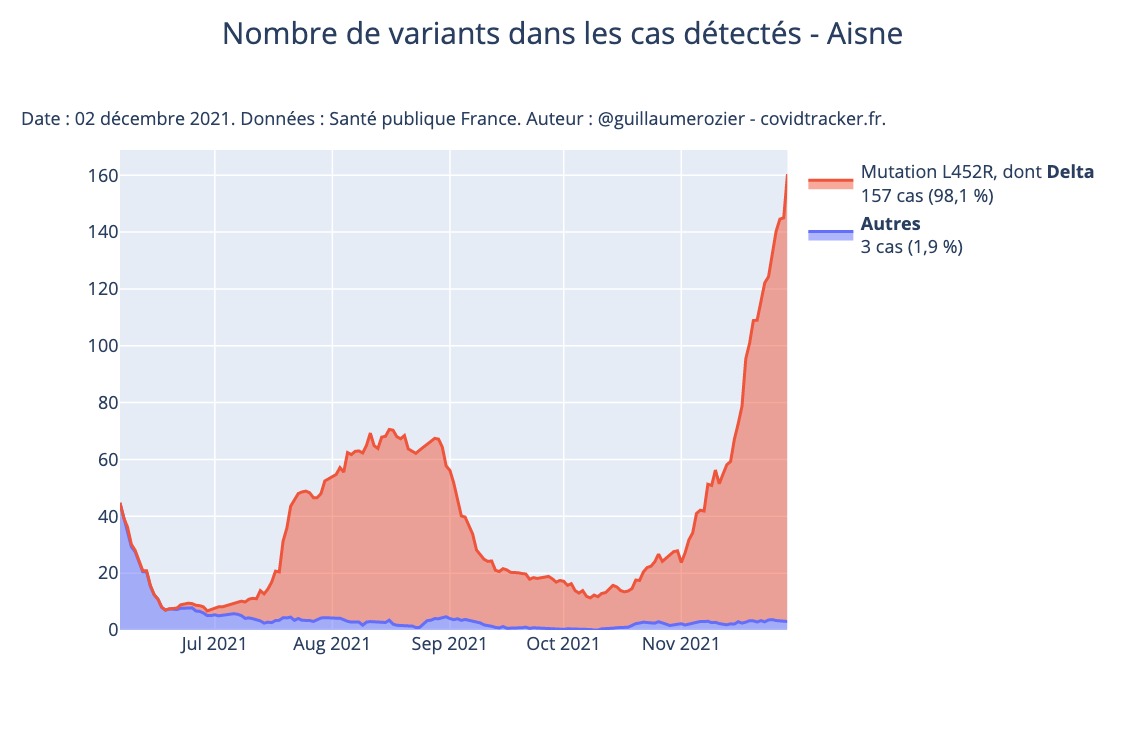 Nombre de variants dans les cas détectés - Aisne
Date : 02 décembre 2021. Données : Santé publique France. Auteur : @guillaumerozier - covidtracker.fr.
160
140
120
100
80
60
40
20
0
Jul 2021
Aug 2021
Sep 2021
Oct 2021
Nov 2021
Mutation L452R, dont Delta
157 cas (98,1 %)
Autres
3 cas (1,9 %)